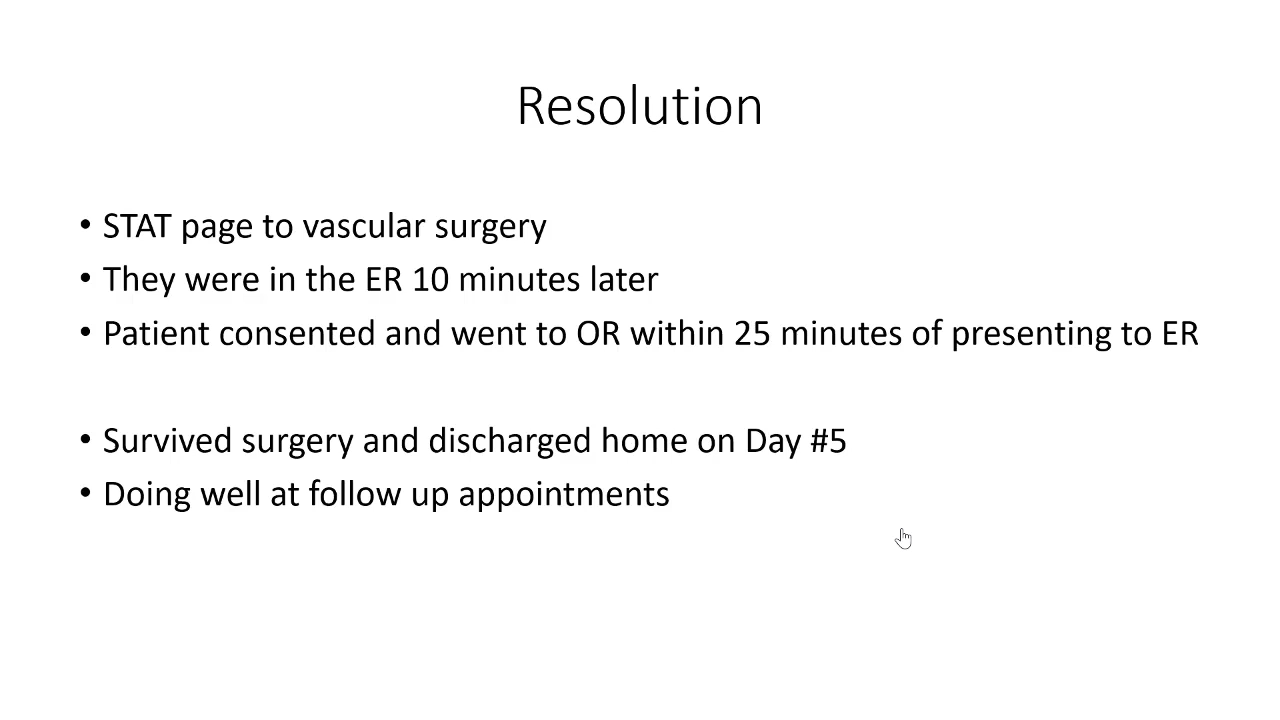 Resolution
• STAT page to vascular surgery
• They were in the ER 10 minutes later
• Patient consented and went to OR within 25 minutes of presenting to ER
• Survived surgery and discharged home on Day #5
• Doing well at follow up appointments